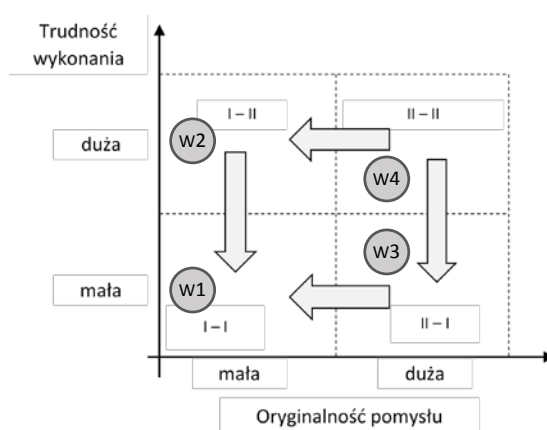 Trudność
wykonania
I – II
II – II
duża
W2
W4
W3
mała
W1
I – I
II – I
mała
duża
Oryginalność pomysłu